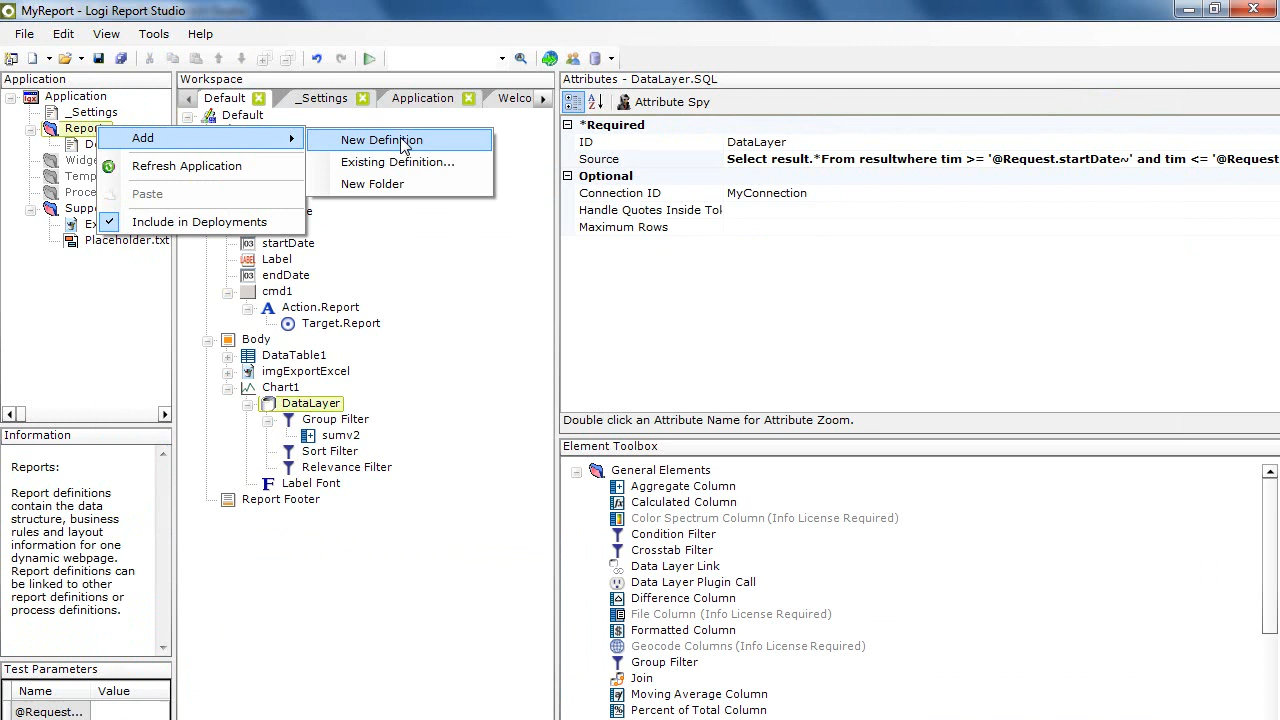 MyReport - Logi Report Studio
File Edit View Tools Help
Application
Application
_Settings
Report
Add
Refresh Application
Paste
Include in Deployments
New Definition
Existing Definition...
New Folder
Placeholder.txt
Information
Reports:
Report definitions
contain the data
structure, business
rules and layout
information for one
dynamic webpage.
Report definitions
can be linked to other
report definitions or
process definitions.
Test Parameters
Name Value
@Request...
Workspace
Default _Settings Application Welco
Default
startDate
Label
endDate
cmd1
Action.Report
Target.Report
Body
DataTable1
imgExportExcel
Chart1
DataLayer
Group Filter
sumv2
Sort Filter
Relevance Filter
Label Font
Report Footer
Attributes - DataLayer.SQL
Attribute Spy
*Required
ID DataLayer
Source Select result.*From resultwhere tim >= '@Request.startDate~' and tim <= '@Request
Optional
Connection ID MyConnection
Handle Quotes Inside Tok
Maximum Rows
Double click an Attribute Name for Attribute Zoom.
Element Toolbox
General Elements
Aggregate Column
Calculated Column
Color Spectrum Column (Info License Required)
Condition Filter
Crosstab Filter
Data Layer Link
Data Layer Plugin Call
Difference Column
File Column (Info License Required)
Formatted Column
Geocode Columns (Info License Required)
Group Filter
Join
Moving Average Column
Percent of Total Column